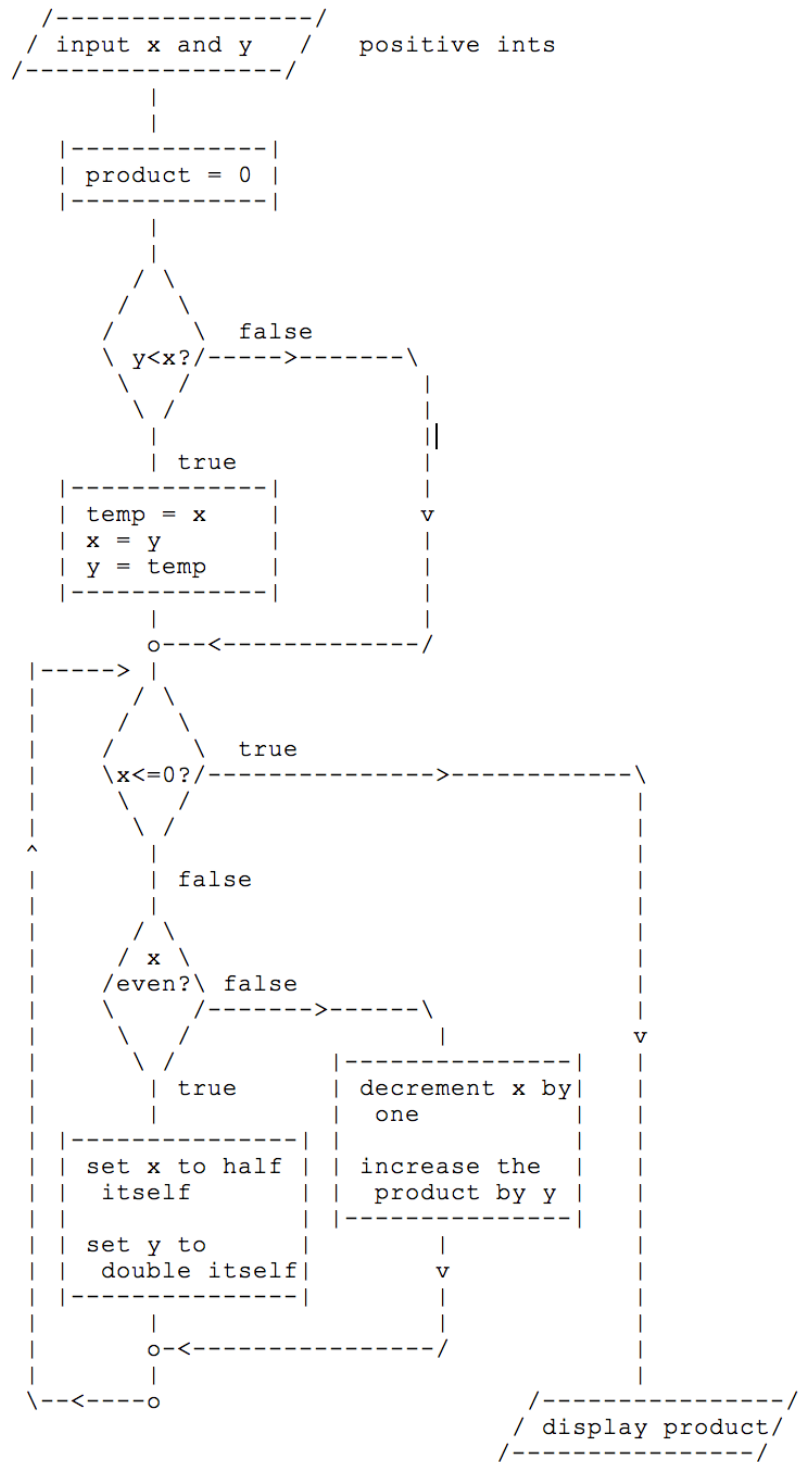 input x and y positive ints
product = 0
false
y<x?
true
temp = x
x = y
y = temp
true
x<=0?
false
x
even? false
true decrement x by
one
set x to half increase the
itself product by y
set y to
double itself
display product